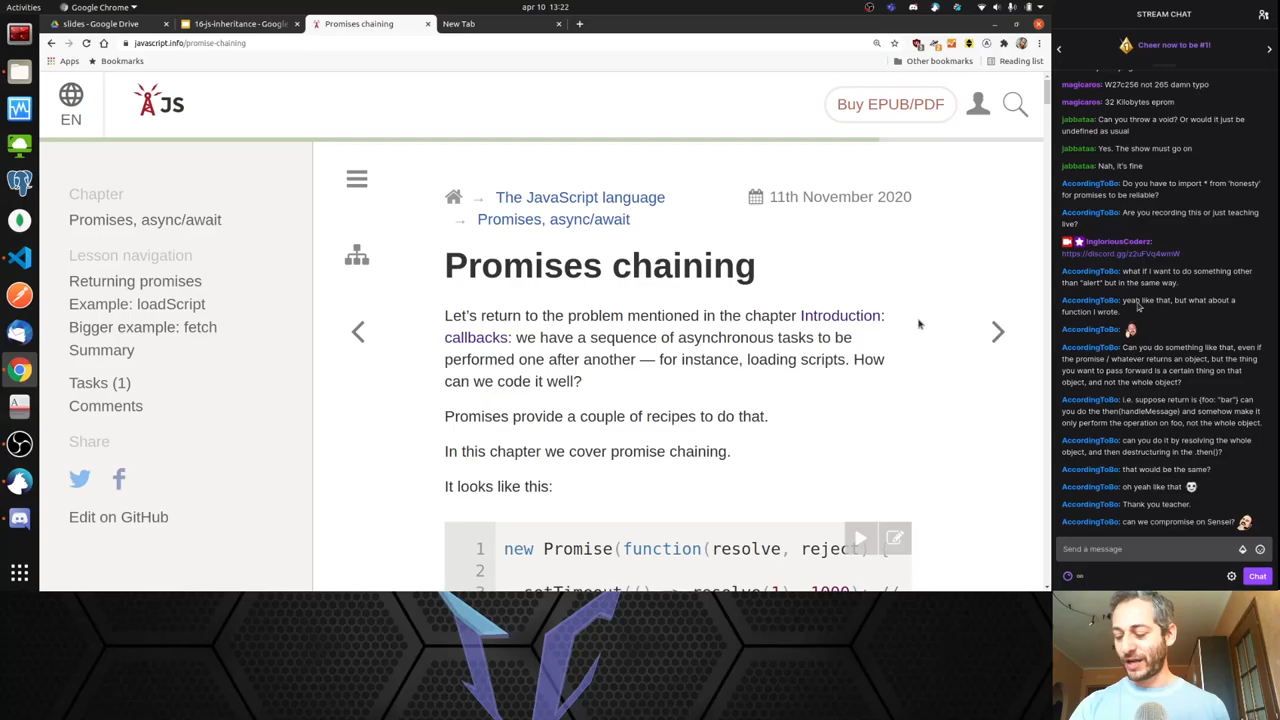 Activities
Google Chrome
apr 10 13:22
slides - Google Drive
16-js-inheritance - Google
Promises chaining
New Tab
javascript.info/promise-chaining
Apps
Bookmarks
Other bookmarks
Reading list
EN
JS
Buy EPUB/PDF
Chapter
Promises, async/await
Lesson navigation
Returning promises
Example: loadScript
Bigger example: fetch
Summary
Tasks (1)
Comments
Share
Edit on GitHub
→ The JavaScript language
→ Promises, async/await
11th November 2020
Promises chaining
Let’s return to the problem mentioned in the chapter Introduction:
callbacks: we have a sequence of asynchronous tasks to be
performed one after another — for instance, loading scripts. How
can we code it well?
Promises provide a couple of recipes to do that.
In this chapter we cover promise chaining.
It looks like this:
1 new Promise(function(resolve, reject) {
2
3 setTimeout(() => resolve(1), 1000); //
STREAM CHAT
Cheer now to be #1!
magicaros: W27c256 not 265 damn typo
magicaros: 32 Kilobytes eprom
jabbataa: Can you throw a void? Or would it just be
undefined as usual
jabbataa: Yes. The show must go on
jabbataa: Nah, it's fine
AccordingToBo: Do you have to import * from 'honesty'
for promises to be reliable?
AccordingToBo: Are you recording this or just teaching
live?
IngloriousCoderz:
https://discord.gg/z2uFVq4wmW
AccordingToBo: what if I want to do something other
than "alert" but in the same way.
AccordingToBo: yeah like that, but what about a
function I wrote.
AccordingToBo:
AccordingToBo: Can you do something like that, even if
the promise / whatever returns an object, but the thing
you want to pass forward is a certain thing on that
object, and not the whole object?
AccordingToBo: i.e. suppose return is {foo: "bar"} can
you do the then(handleMessage) and somehow make it
only perform the operation on foo, not the whole object.
AccordingToBo: can you do it by resolving the whole
object, and then destructuring in the .then()?
AccordingToBo: that would be the same?
AccordingToBo: oh yeah like that
AccordingToBo: Thank you teacher.
AccordingToBo: can we compromise on Sensei?
Send a message
Chat